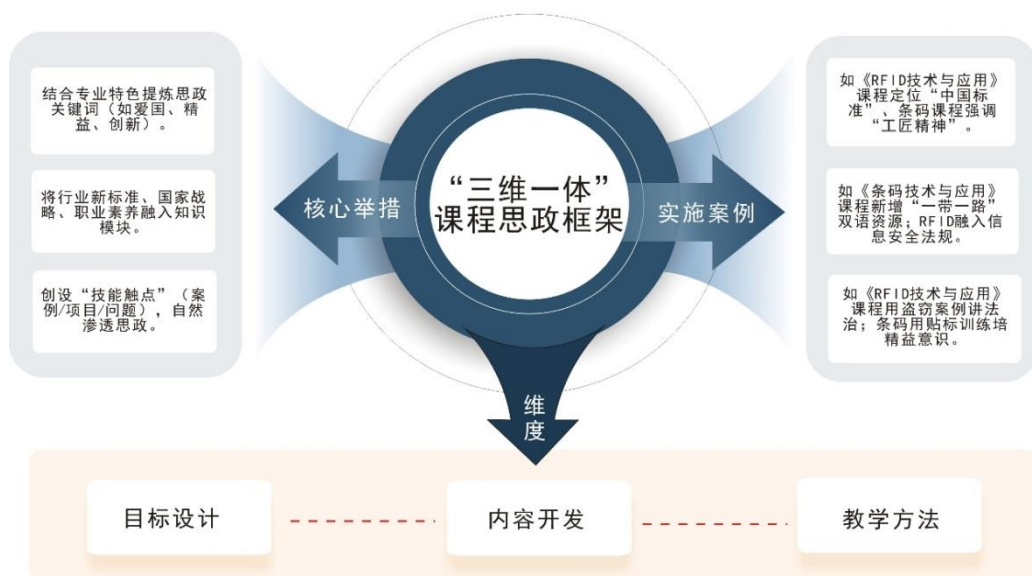 结合专业特色提炼思政
关键词（如爱国、精
益、创新）。
将行业新标准、国家战
略、职业素养融入知识
模块。
创设“技能触点”（案
例/项目/问题），自然
渗透思政。
核心举措
“三维一体”
课程思政框架
实施案例
如《RFID技术与应用》
课程定位“中国标
准”、条码课程强调
“工匠精神”。
如《条码技术与应用》
课程新增“一带一路”
双语资源；RFID融入信
息安全法规。
如《RFID技术与应用》
课程用盗窃案例讲法
治；条码用贴标训练培
精益意识。
维
度
目标设计
内容开发
教学方法